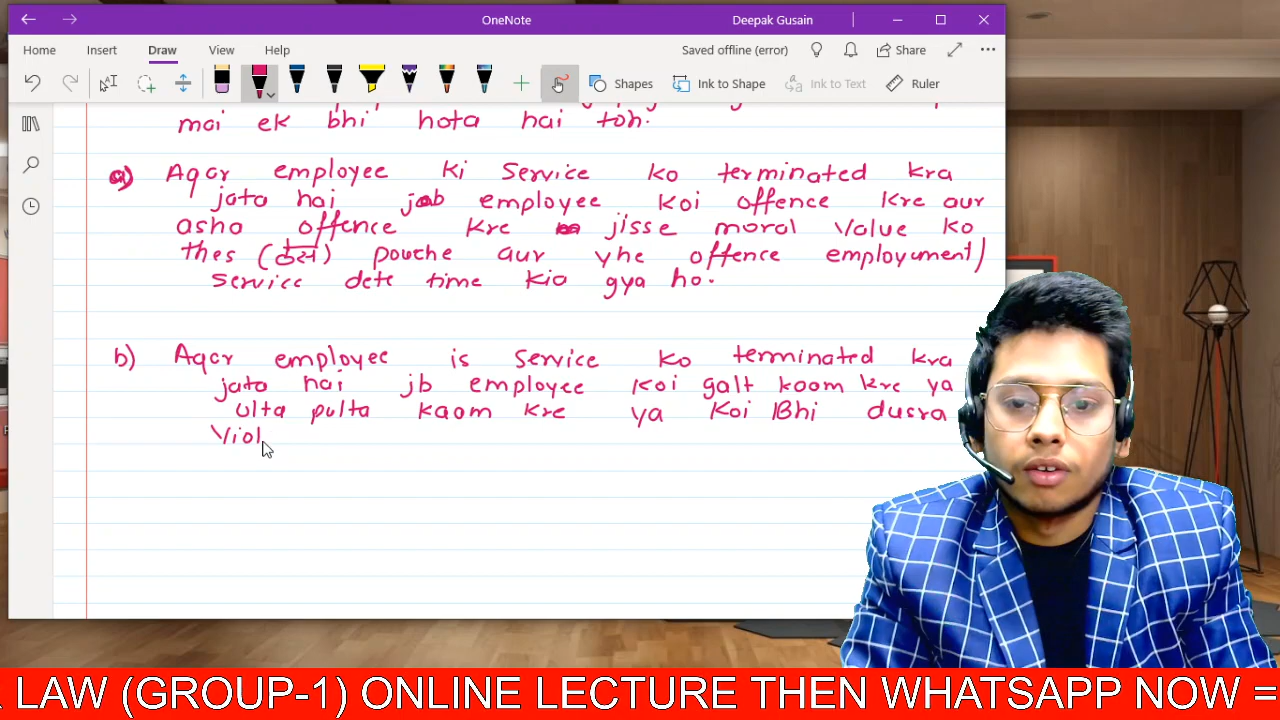 OneNote
Deepak Gusain
Home Insert Draw View Help
Saved offline (error)
Share
Shapes
Ink to Shape
Ink to Text
Ruler
mai ek bhi hota hai toh.
a) Agar employee ki Service ko terminated kra
jata hai jab employee koi offence kre aur
asha offence kre jisse moral value ko
thes (ठेस) pouche aur yhe offence employument)
Service dete time kia gya ho.
b) Agar employee is Service ko terminated kra
jata hai jb employee koi galt kaam kre ya
ulta pulta kaam kre ya koi Bhi dusra
Viol
LAW (GROUP-1) ONLINE LECTURE THEN WHATSAPP NOW =